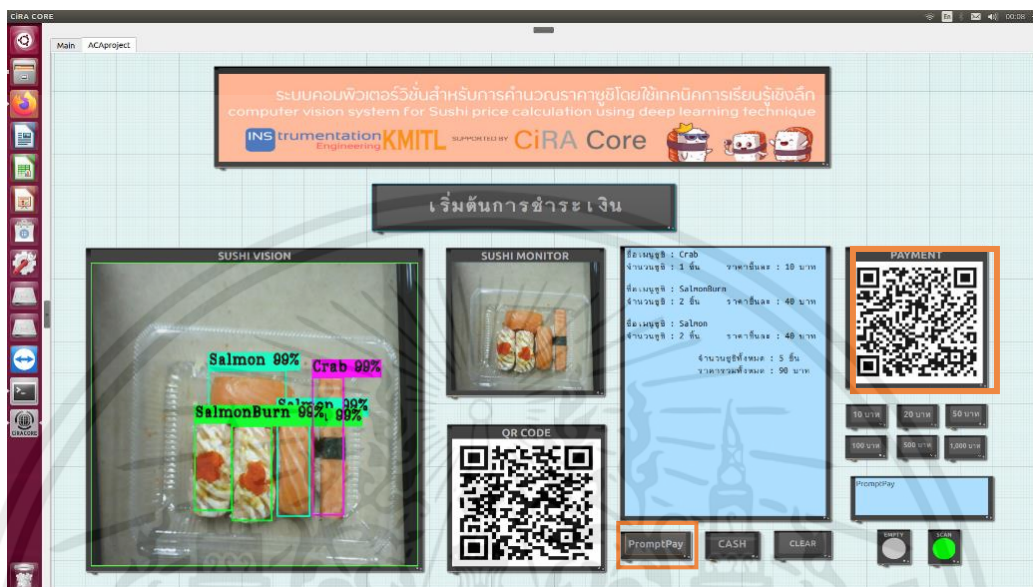 CiRA CORE
En
00:08
Main
ACAproject
ระบบคอมพิวเตอร์วิชั่นสำหรับการคำนวณราคาซูชิโดยใช้เทคนิคการเรียนรู้เชิงลึก
computer vision system for Sushi price calculation using deep learning technique
INStrumentation Engineering KMITL SUPPORTED BY CiRA Core
เริ่มต้นการชำระเงิน
SUSHI VISION
Salmon 99%
Crab 99%
99%
SalmonBurn 99%
99%
SUSHI MONITOR
QR CODE
ชื่อเมนูซูชิ : Crab
จำนวนซูชิ : 1 ชิ้น ราคาชิ้นละ : 10 บาท
ชื่อเมนูซูชิ : SalmonBurn
จำนวนซูชิ : 2 ชิ้น ราคาชิ้นละ : 40 บาท
ชื่อเมนูซูชิ : Salmon
จำนวนซูชิ : 2 ชิ้น ราคาชิ้นละ : 40 บาท
จำนวนซูชิทั้งหมด : 5 ชิ้น
ราคารวมทั้งหมด : 90 บาท
PAYMENT
10 บาท
20 บาท
50 บาท
100 บาท
500 บาท
1,000 บาท
PromptPay
PromptPay
CASH
CLEAR
EMPTY
SCAN
CIRACORE